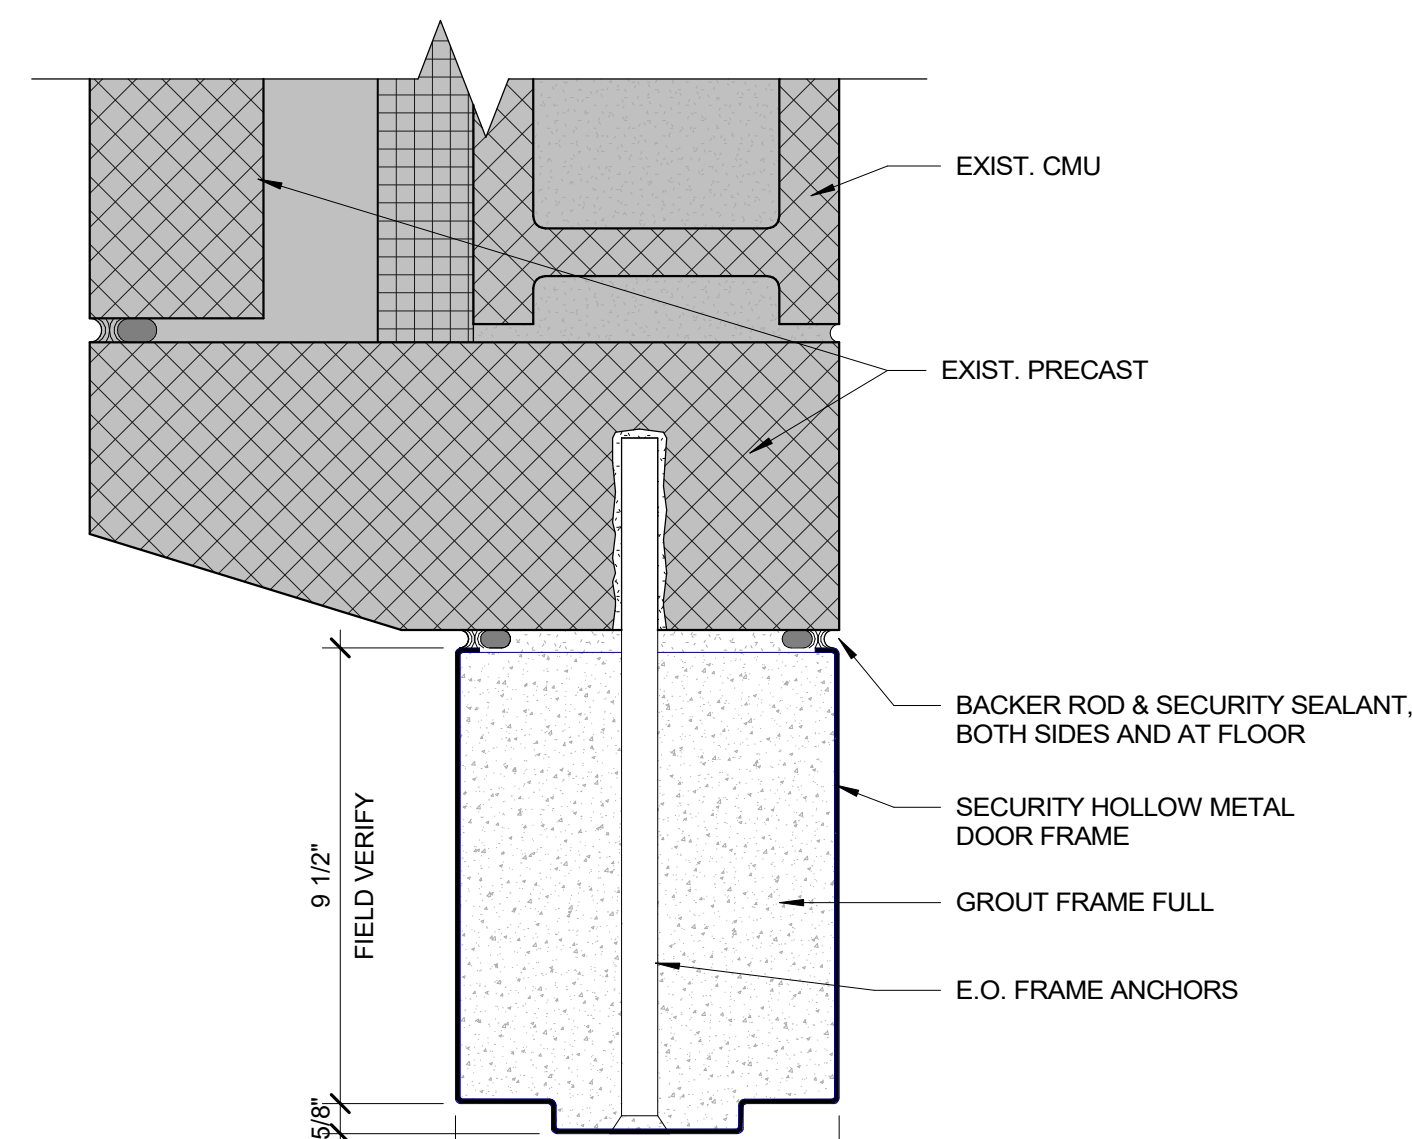 EXIST. CMU
EXIST. PRECAST
BACKER ROD & SECURITY SEALANT,
BOTH SIDES AND AT FLOOR
SECURITY HOLLOW METAL
DOOR FRAME
GROUT FRAME FULL
E.O. FRAME ANCHORS
9 1/2"
FIELD VERIFY
5/8"